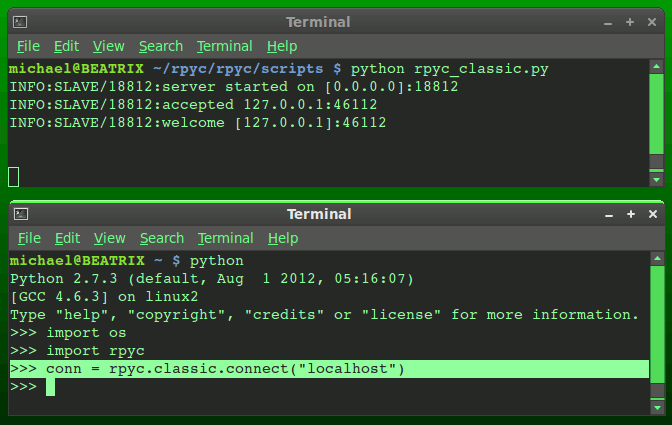 Terminal
File Edit View Search Terminal Help
michael@BEATRIX ~/rpyc/rpyc/scripts $ python rpyc_classic.py
INFO:SLAVE/18812:server started on [0.0.0.0]:18812
INFO:SLAVE/18812:accepted 127.0.0.1:46112
INFO:SLAVE/18812:welcome [127.0.0.1]:46112
Terminal
File Edit View Search Terminal Help
michael@BEATRIX ~ $ python
Python 2.7.3 (default, Aug  1 2012, 05:16:07)
[GCC 4.6.3] on linux2
Type "help", "copyright", "credits" or "license" for more information.
>>> import os
>>> import rpyc
>>> conn = rpyc.classic.connect("localhost")
>>>